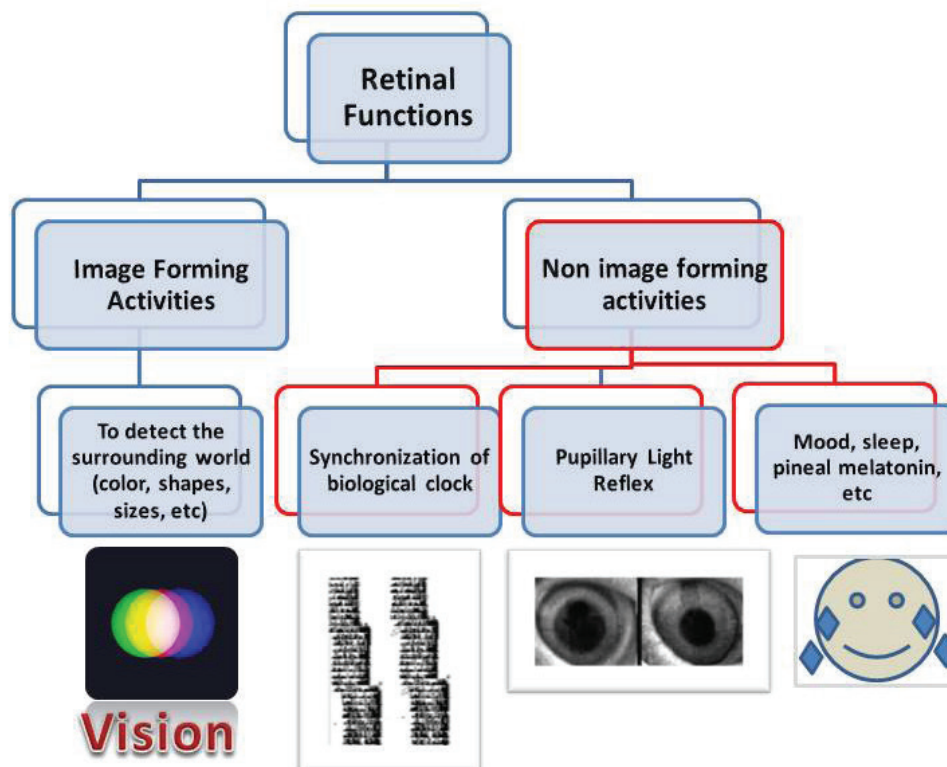 Retinal
Functions
Image Forming
Activities
Non image forming
activities
To detect the
surrounding world
(color, shapes,
sizes, etc)
Synchronization of
biological clock
Pupillary Light
Reflex
Mood, sleep,
pineal melatonin,
etc
Vision